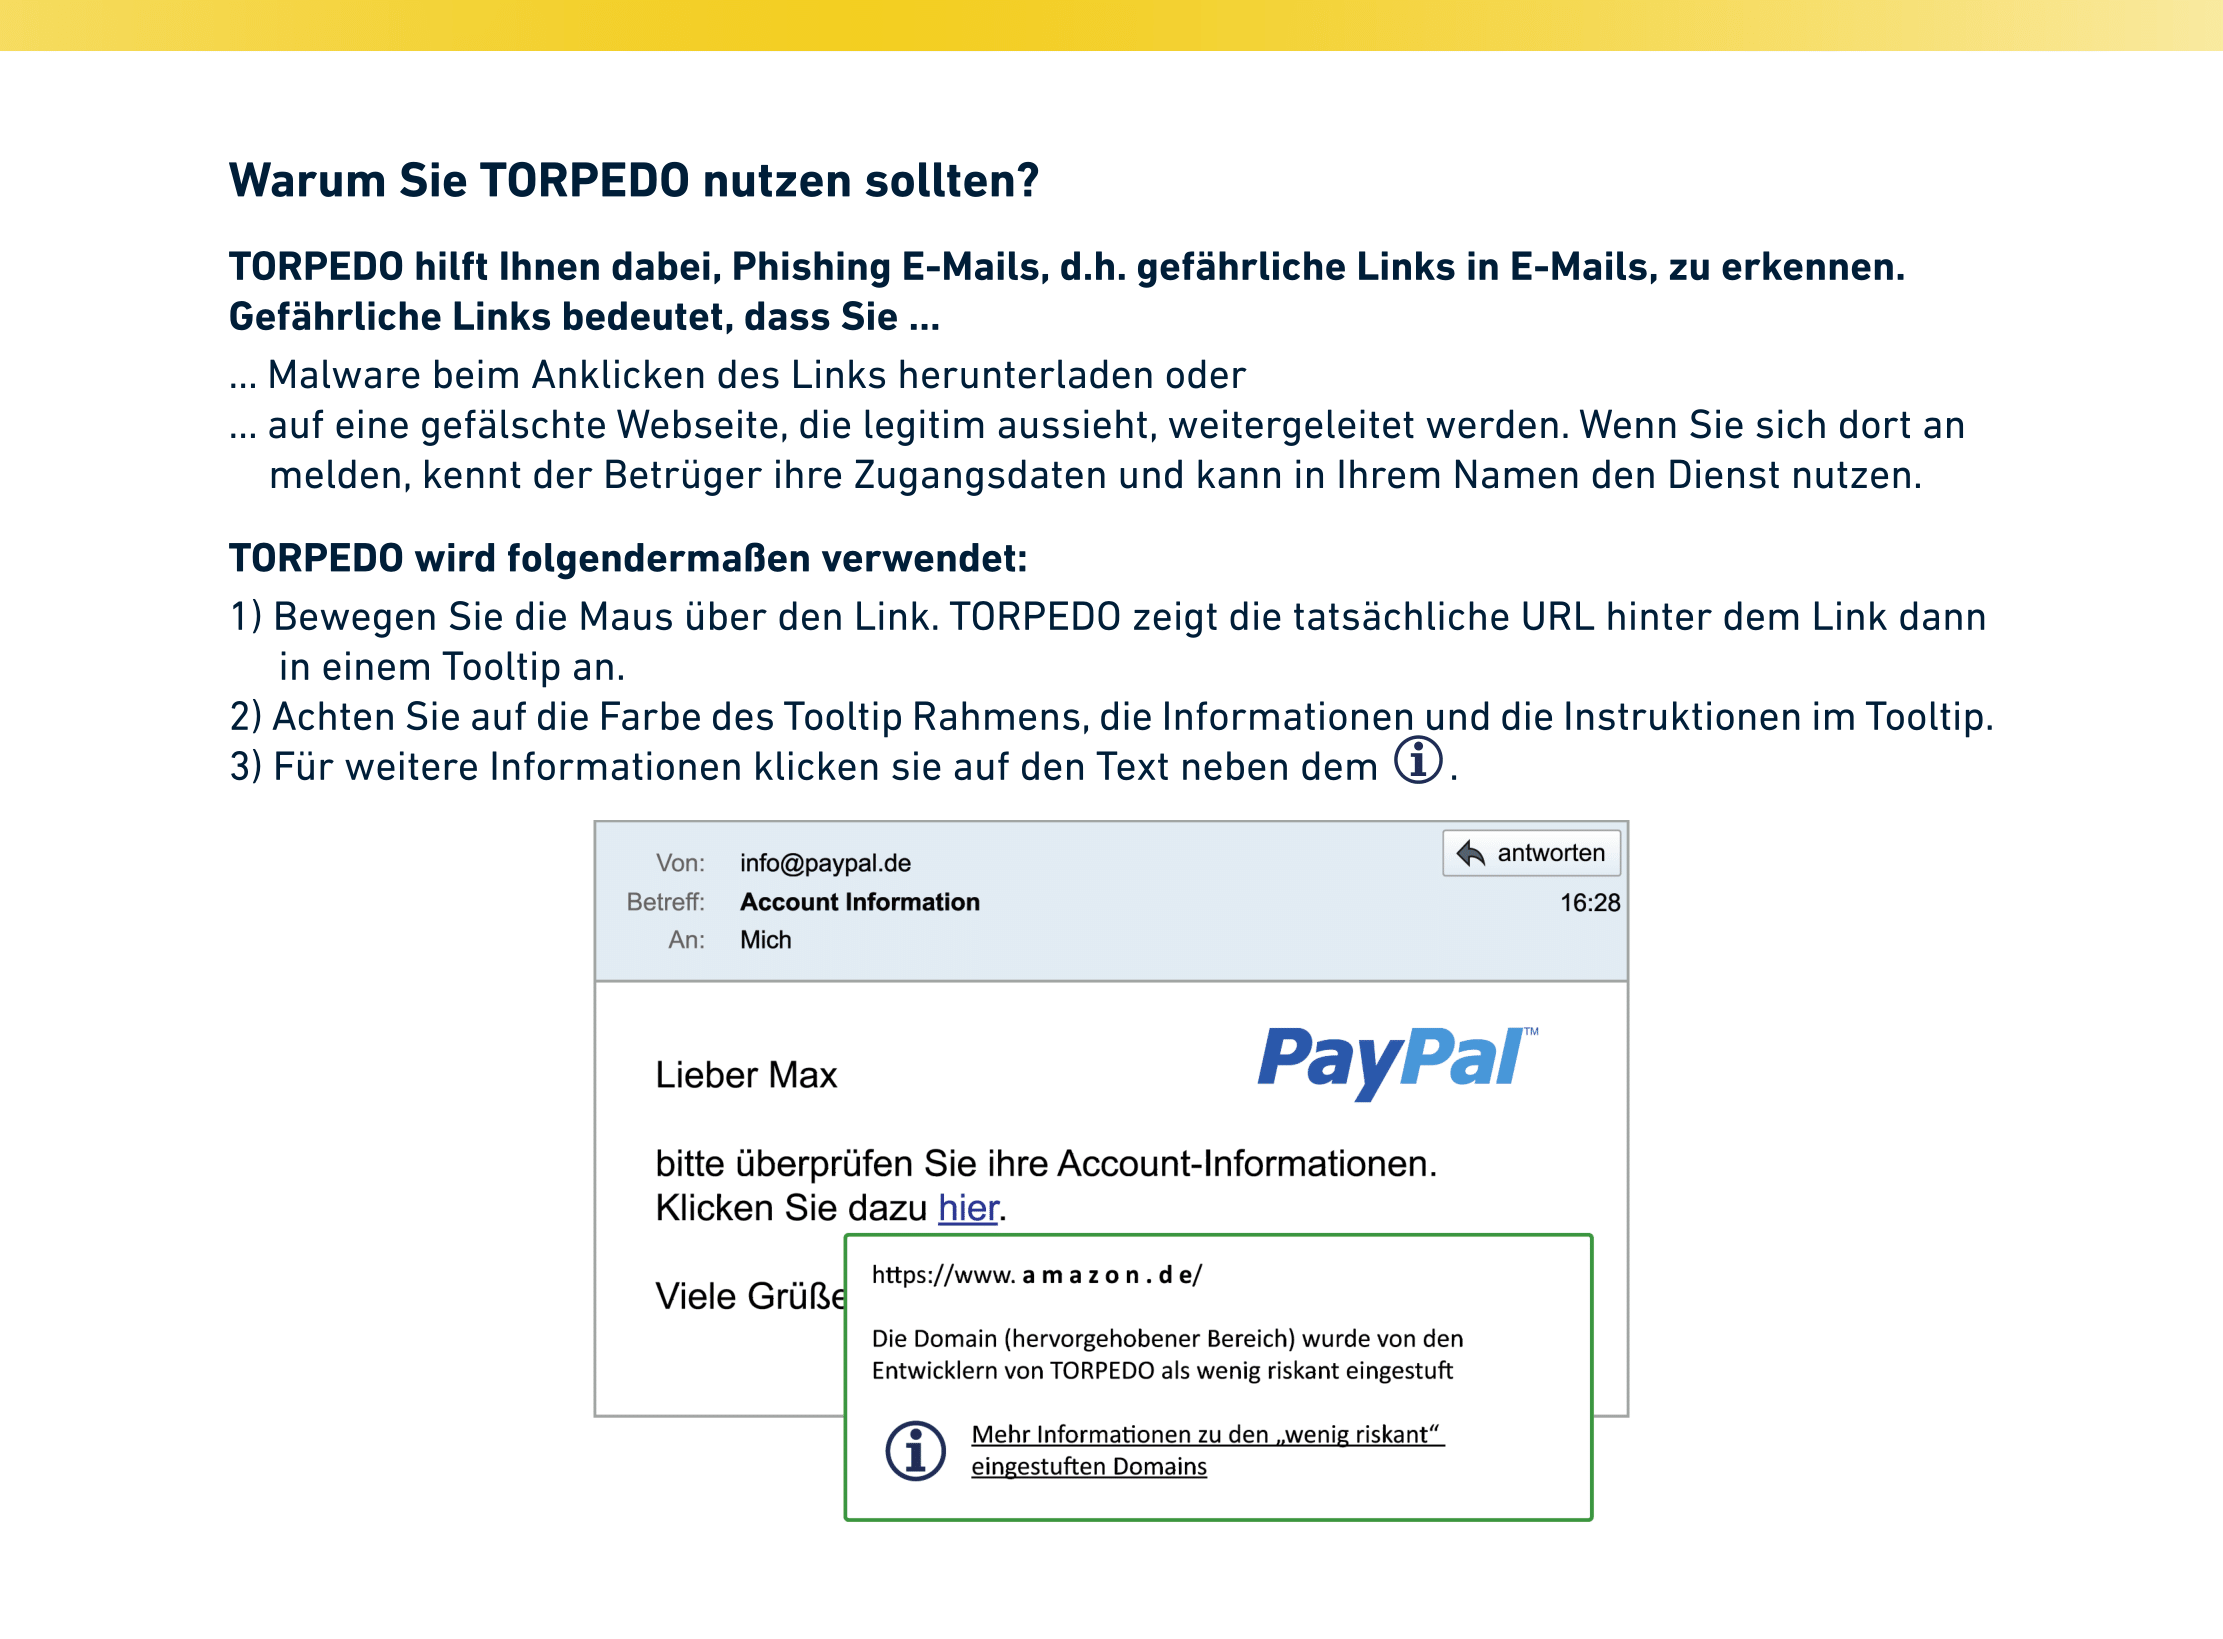 Warum Sie TORPEDO nutzen sollten?
TORPEDO hilft Ihnen dabei, Phishing E-Mails, d.h. gefährliche Links in E-Mails, zu erkennen.
Gefährliche Links bedeutet, dass Sie ...
... Malware beim Anklicken des Links herunterladen oder
... auf eine gefälschte Webseite, die legitim aussieht, weitergeleitet werden. Wenn Sie sich dort an
melden, kennt der Betrüger ihre Zugangsdaten und kann in Ihrem Namen den Dienst nutzen.
TORPEDO wird folgendermaßen verwendet:
1) Bewegen Sie die Maus über den Link. TORPEDO zeigt die tatsächliche URL hinter dem Link dann
in einem Tooltip an.
2) Achten Sie auf die Farbe des Tooltip Rahmens, die Informationen und die Instruktionen im Tooltip.
3) Für weitere Informationen klicken sie auf den Text neben dem i.
Von: info@paypal.de
antworten
Betreff: Account Information
16:28
An: Mich
PayPal™
Lieber Max
bitte überprüfen Sie ihre Account-Informationen.
Klicken Sie dazu hier.
Viele Grüße
https://www. a m a z o n . d e/
Die Domain (hervorgehobener Bereich) wurde von den
Entwicklern von TORPEDO als wenig riskant eingestuft
i Mehr Informationen zu den „wenig riskant“
eingestuften Domains